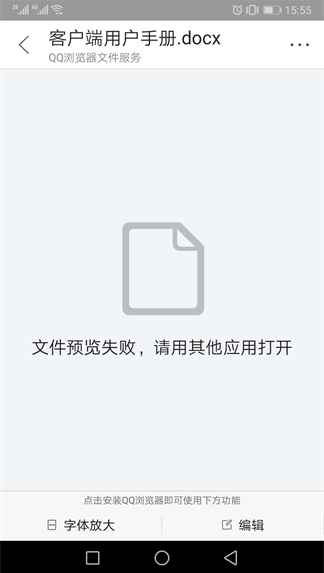 2G 4G 15:55
客户端用户手册.docx
QQ浏览器文件服务
文件预览失败，请用其他应用打开
点击安装QQ浏览器即可使用下方功能
字体放大 编辑